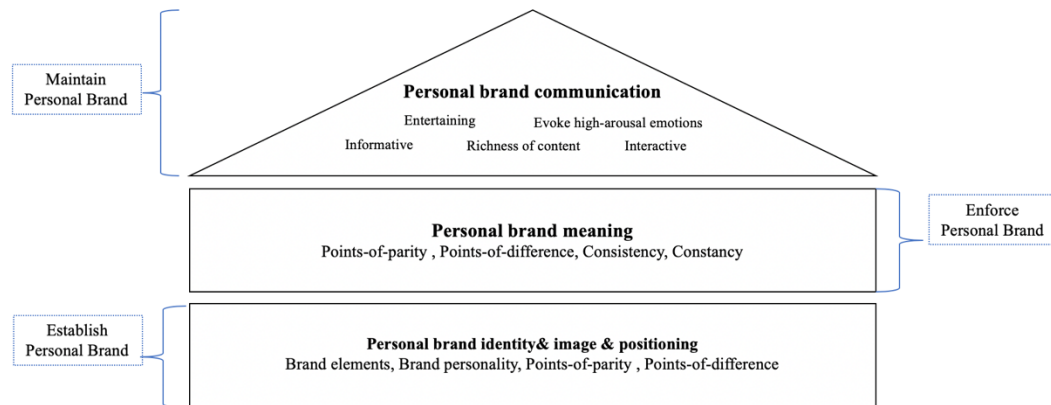 Maintain
Personal Brand
Personal brand communication
Entertaining
Evoke high-arousal emotions
Informative
Richness of content
Interactive
Personal brand meaning
Points-of-parity , Points-of-difference, Consistency, Constancy
Enforce
Personal Brand
Establish
Personal Brand
Personal brand identity& image & positioning
Brand elements, Brand personality, Points-of-parity , Points-of-difference